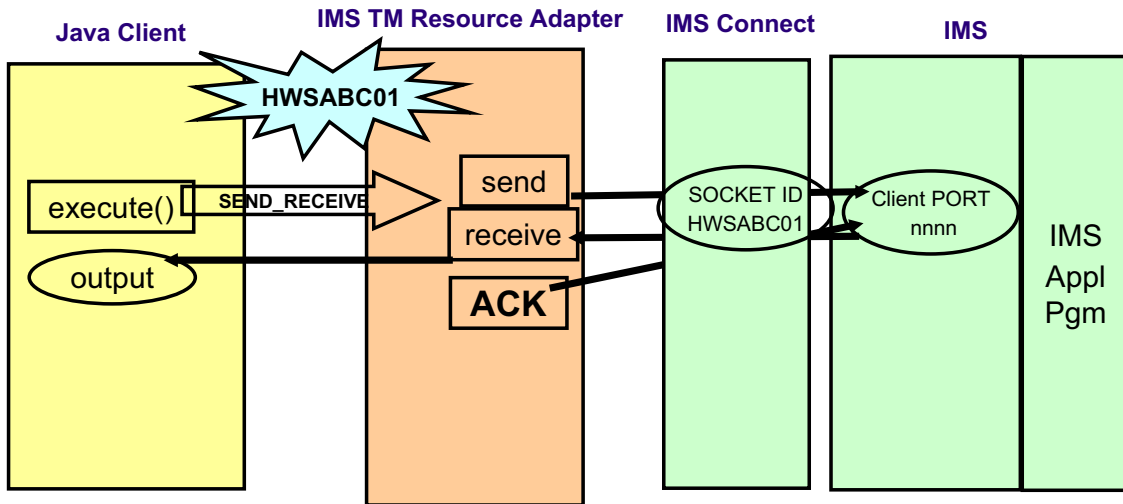 Java Client
IMS TM Resource Adapter
IMS Connect
IMS
HWSABC01
execute()
SEND_RECEIVE
send
receive
output
ACK
SOCKET ID
HWSABC01
Client PORT
nnnn
IMS
Appl
Pgm